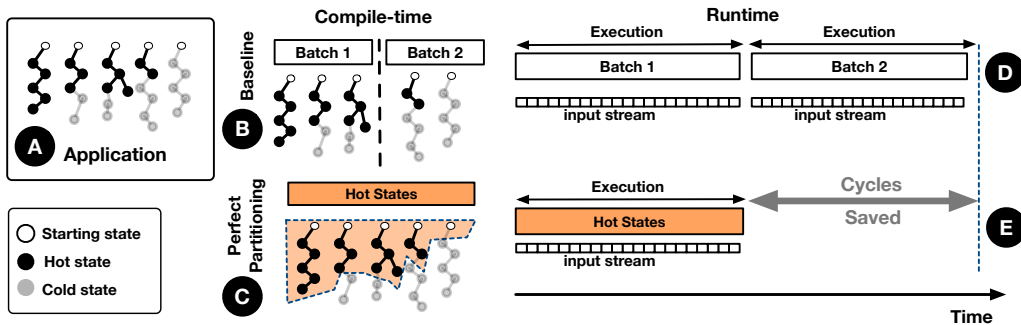 Compile-time
Runtime
A
Application
Starting state
Hot state
Cold state
Baseline
B
Batch 1
Batch 2
Perfect
Partitioning
C
Hot States
Execution
Execution
Batch 1
Batch 2
input stream
input stream
D
Execution
Hot States
input stream
Cycles
Saved
E
Time